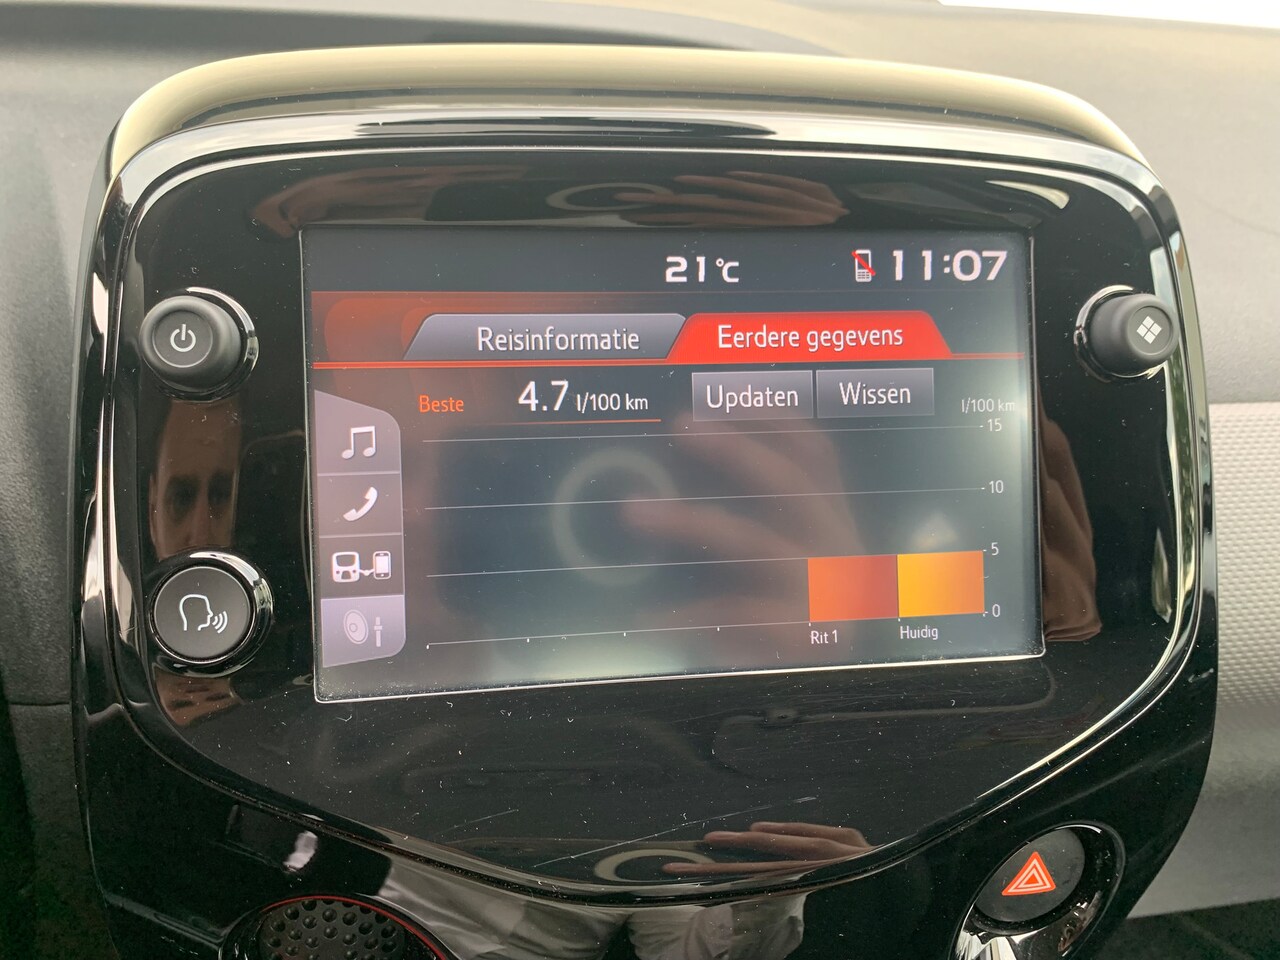 21°C 11:07
Reisinformatie Eerdere gegevens
Beste 4.7 l/100 km Updaten Wissen l/100 km
15
10
5
0
Rit 1 Huidig